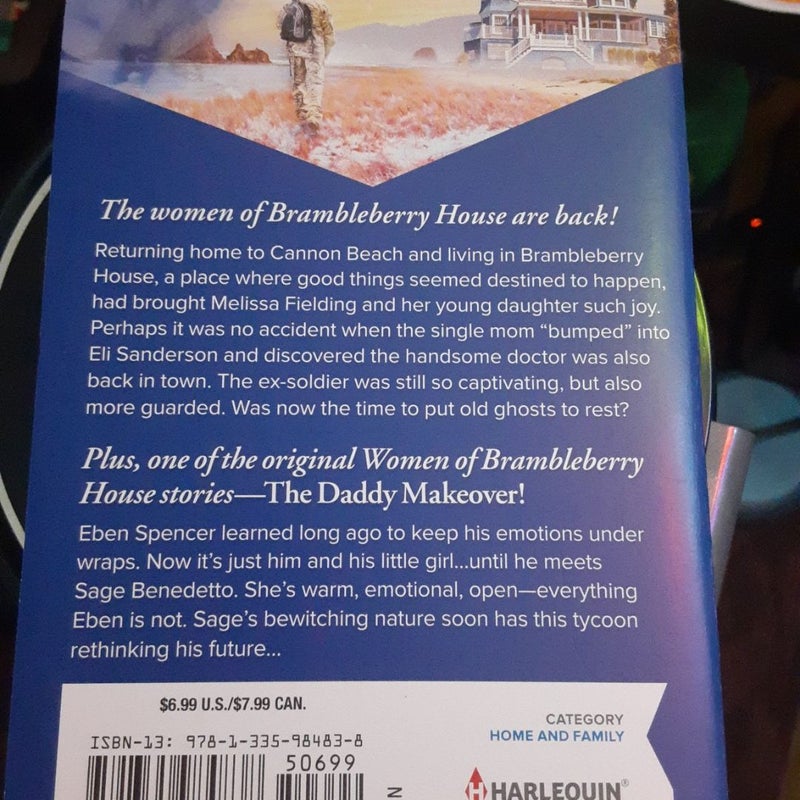 The women of Brambleberry House are back!
Returning home to Cannon Beach and living in Brambleberry
House, a place where good things seemed destined to happen,
had brought Melissa Fielding and her young daughter such joy.
Perhaps it was no accident when the single mom “bumped” into
Eli Sanderson and discovered the handsome doctor was also
back in town. The ex-soldier was still so captivating, but also
more guarded. Was now the time to put old ghosts to rest?
Plus, one of the original Women of Brambleberry
House stories—The Daddy Makeover!
Eben Spencer learned long ago to keep his emotions under
wraps. Now it’s just him and his little girl...until he meets
Sage Benedetto. She’s warm, emotional, open—everything
Eben is not. Sage’s bewitching nature soon has this tycoon
rethinking his future...
$6.99 U.S./$7.99 CAN.
ISBN-13: 978-1-335-98483-8
50699
CATEGORY
HOME AND FAMILY
HARLEQUIN®